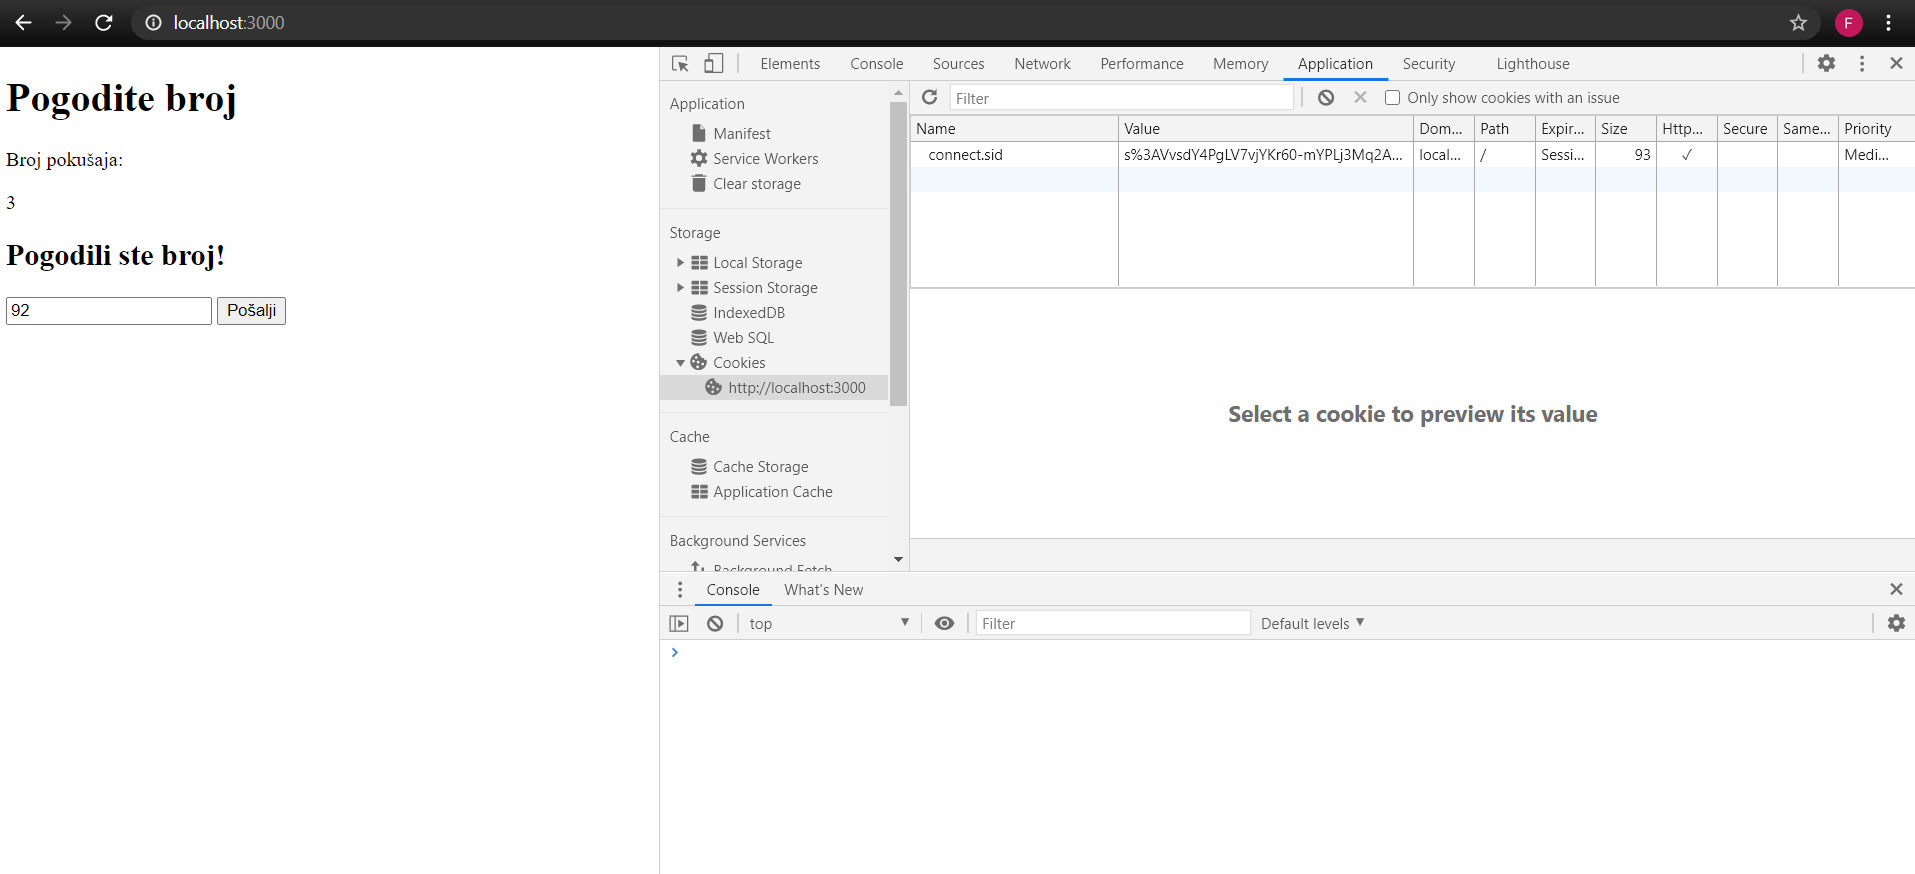 localhost:3000
F
Pogodite broj
Broj pokušaja:
3
Pogodili ste broj!
92 Pošalji
Elements Console Sources Network Performance Memory Application Security Lighthouse
Application
Manifest
Service Workers
Clear storage
Storage
Local Storage
Session Storage
IndexedDB
Web SQL
Cookies
http://localhost:3000
Cache
Cache Storage
Application Cache
Background Services
Background Fetch
Filter Only show cookies with an issue
Name Value Dom... Path Expir... Size Http... Secure Same... Priority
connect.sid s%3AVvsdY4PgLV7vjYKr60-mYPLj3Mq2A... local... / Sessi... 93 ✓ Medi...
Select a cookie to preview its value
Console What's New
top Filter Default levels